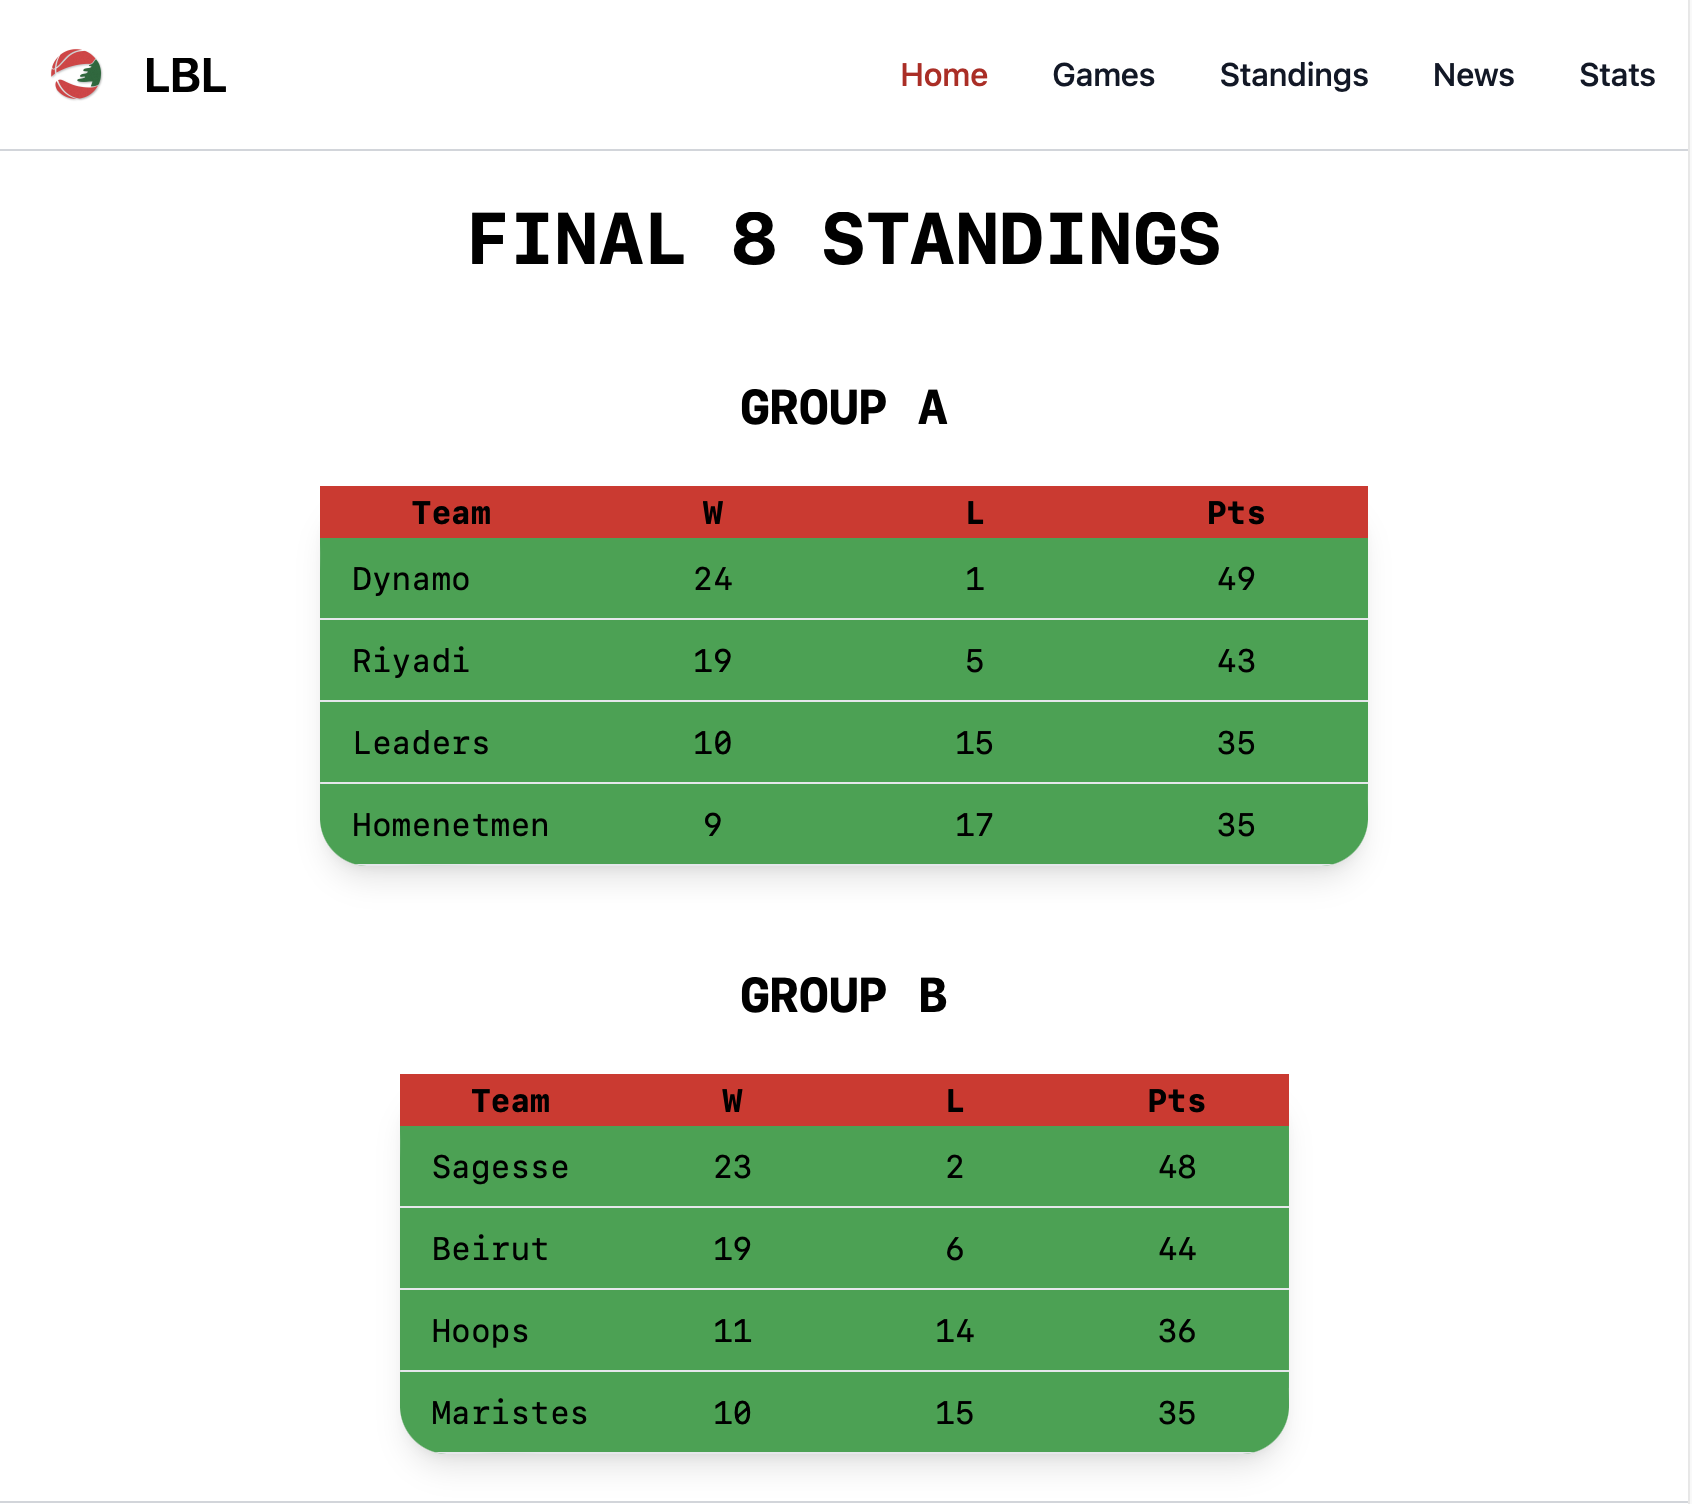 LBL Home Games Standings News Stats
FINAL 8 STANDINGS
GROUP A
Team W L Pts
Dynamo 24 1 49
Riyadi 19 5 43
Leaders 10 15 35
Homenetmen 9 17 35
GROUP B
Team W L Pts
Sagesse 23 2 48
Beirut 19 6 44
Hoops 11 14 36
Maristes 10 15 35